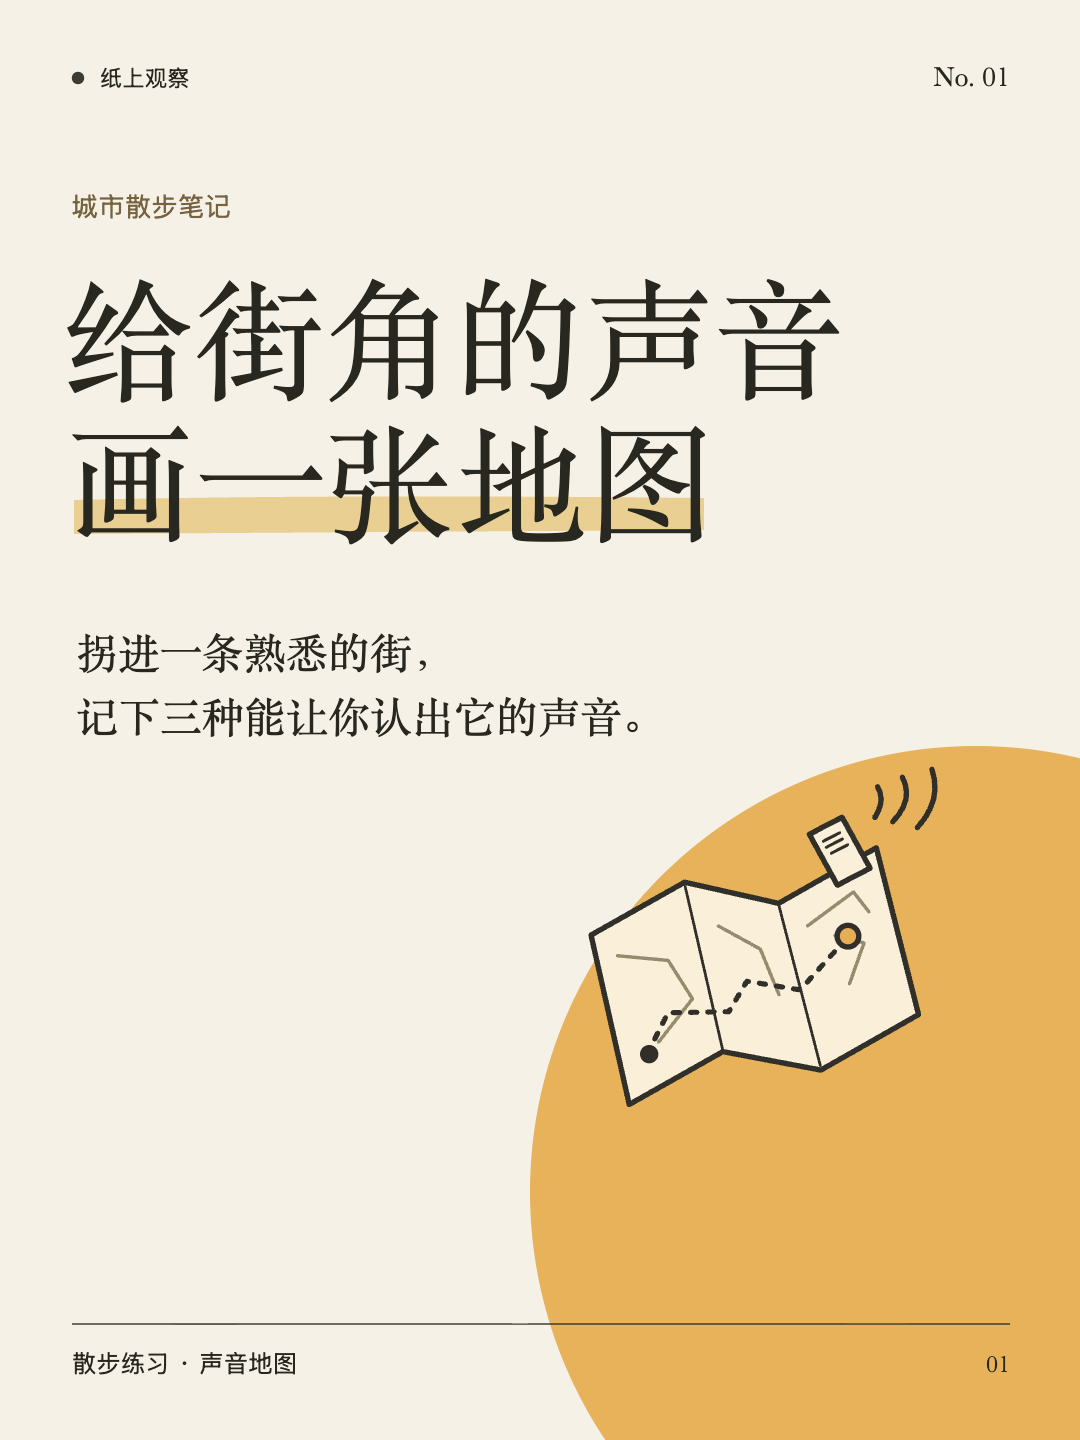 纸上观察
No. 01
城市散步笔记
给街角的声音
画一张地图
拐进一条熟悉的街，
记下三种能让你认出它的声音。
散步练习 · 声音地图
01